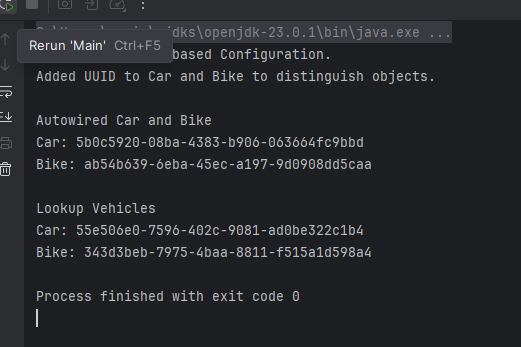 \openjdk-23.0.1\bin\java.exe ...
Rerun 'Main' Ctrl+F5
based Configuration.
Added UUID to Car and Bike to distinguish objects.
Autowired Car and Bike
Car: 5b0c5920-08ba-4383-b906-063664fc9bbd
Bike: ab54b639-6eba-45ec-a197-9d0908dd5caa
Lookup Vehicles
Car: 55e506e0-7596-402c-9081-ad0be322c1b4
Bike: 343d3beb-7975-4baa-8811-f515a1d598a4
Process finished with exit code 0